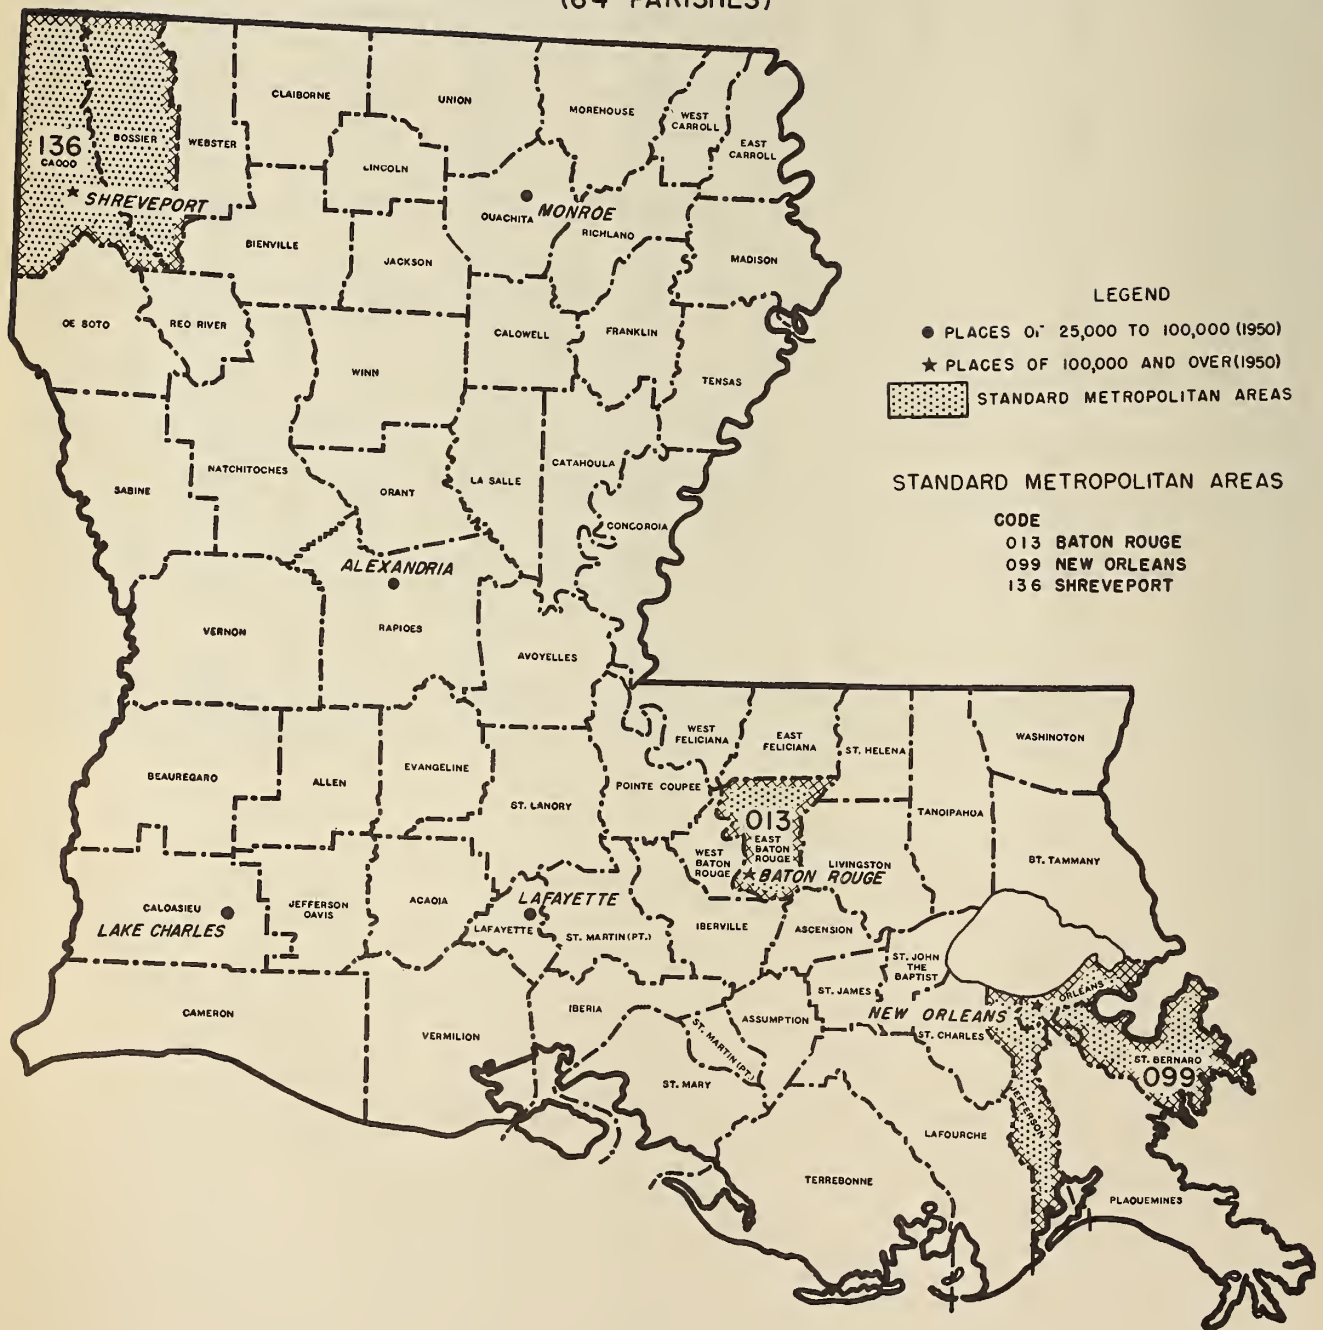 (64 PARISHES)
CLAIBORNE
UNION
MOREHOUSE
WEST
CARROLL
EAST
CARROLL
136
CADDO
BOSSIER
WEBSTER
LINCOLN
★ SHREVEPORT
OUACHITA
MONROE
RICHLAND
BIENVILLE
JACKSON
MADISON
DE SOTO
RED RIVER
CALDWELL
FRANKLIN
WINN
TENSAS
NATCHITOCHES
SABINE
GRANT
LA SALLE
CATAHOULA
CONCORDIA
ALEXANDRIA
VERNON
RAPIDES
AVOYELLES
LEGEND
● PLACES OF 25,000 TO 100,000 (1950)
★ PLACES OF 100,000 AND OVER (1950)
STANDARD METROPOLITAN AREAS
STANDARD METROPOLITAN AREAS
CODE
013 BATON ROUGE
099 NEW ORLEANS
136 SHREVEPORT
WEST
FELICIANA
EAST
FELICIANA
ST. HELENA
WASHINGTON
BEAUREGARD
ALLEN
EVANGELINE
ST. LANDRY
POINTE COUPEE
013
EAST
BATON
ROUGE
TANGIPAHOA
ST. TAMMANY
WEST
BATON
ROUGE
LIVINGSTON
★ BATON ROUGE
CALCASIEU
LAKE CHARLES
JEFFERSON
DAVIS
ACADIA
LAFAYETTE
LAFAYETTE
ST. MARTIN (PT.)
IBERVILLE
ASCENSION
ST. JOHN
THE
BAPTIST
CAMERON
VERMILION
IBERIA
ST. MARTIN (PT.)
ASSUMPTION
ST. JAMES
NEW ORLEANS
ORLEANS
ST. CHARLES
ST. MARY
ST. BERNARD
099
JEFFERSON
LAFOURCHE
TERREBONNE
PLAQUEMINES